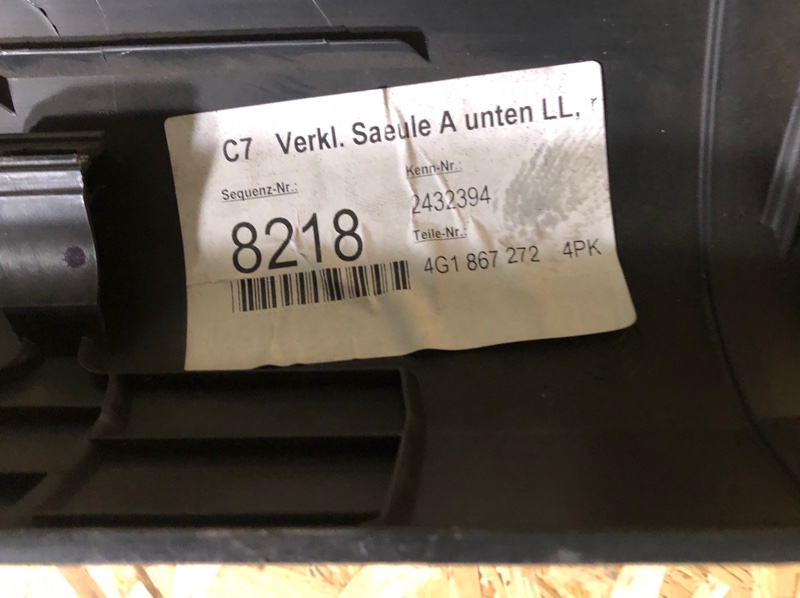 C7 Verkl. Saeule A unten LL, r
Sequenz-Nr.:
8218
Kenn-Nr.:
2432394
Teile-Nr.:
4G1 867 272 4PK